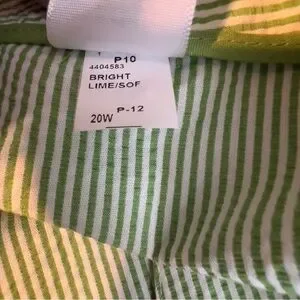 P10
4404583
BRIGHT
LIME/SOF
P-12
20W